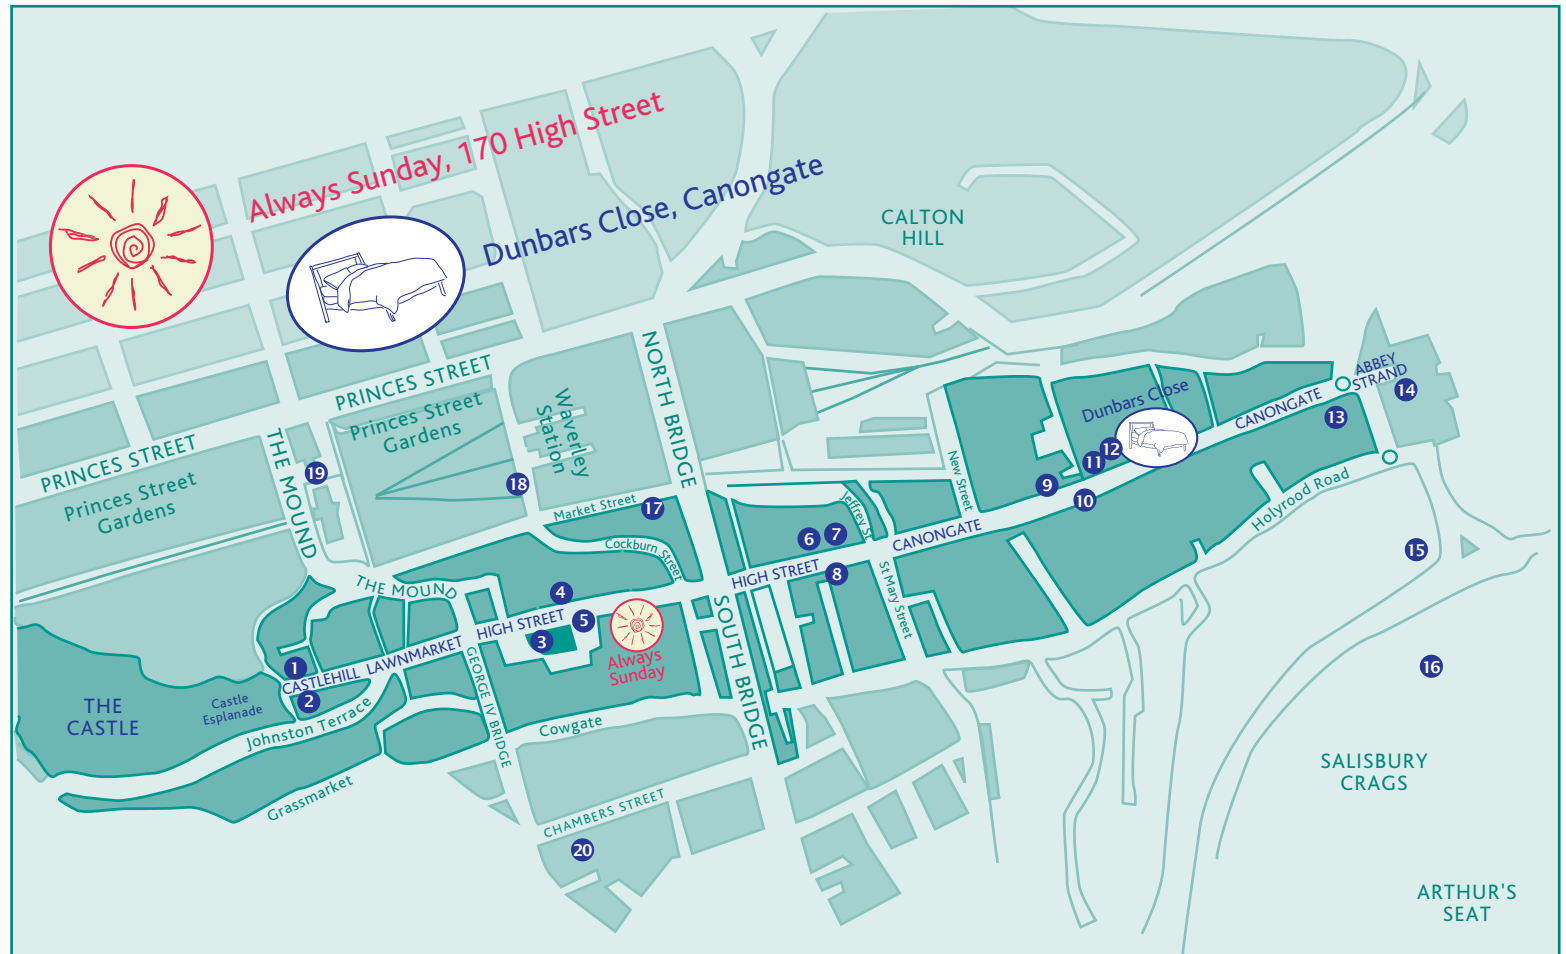 Always Sunday, 170 High Street
Dunbars Close, Canongate
CALTON
HILL
PRINCES STREET
PRINCES STREET
Princes Street
Gardens
Princes Street
Gardens
THE MOUND
Waverley
Station
NORTH BRIDGE
Dunbars Close
ABBEY
STRAND
CANONGATE
14
13
12
11
10
9
19
18
17
Market Street
Cockburn Street
New Street
Jeffrey St
Holyrood Road
6
7
8
CANONGATE
HIGH STREET
St Mary Street
15
16
THE MOUND
4
5
3
HIGH STREET
LAWNMARKET
CASTLEHILL
1
2
Always
Sunday
GEORGE IV BRIDGE
SOUTH BRIDGE
THE
CASTLE
Castle
Esplanade
Johnston Terrace
Cowgate
Grassmarket
CHAMBERS STREET
20
SALISBURY
CRAGS
ARTHUR'S
SEAT